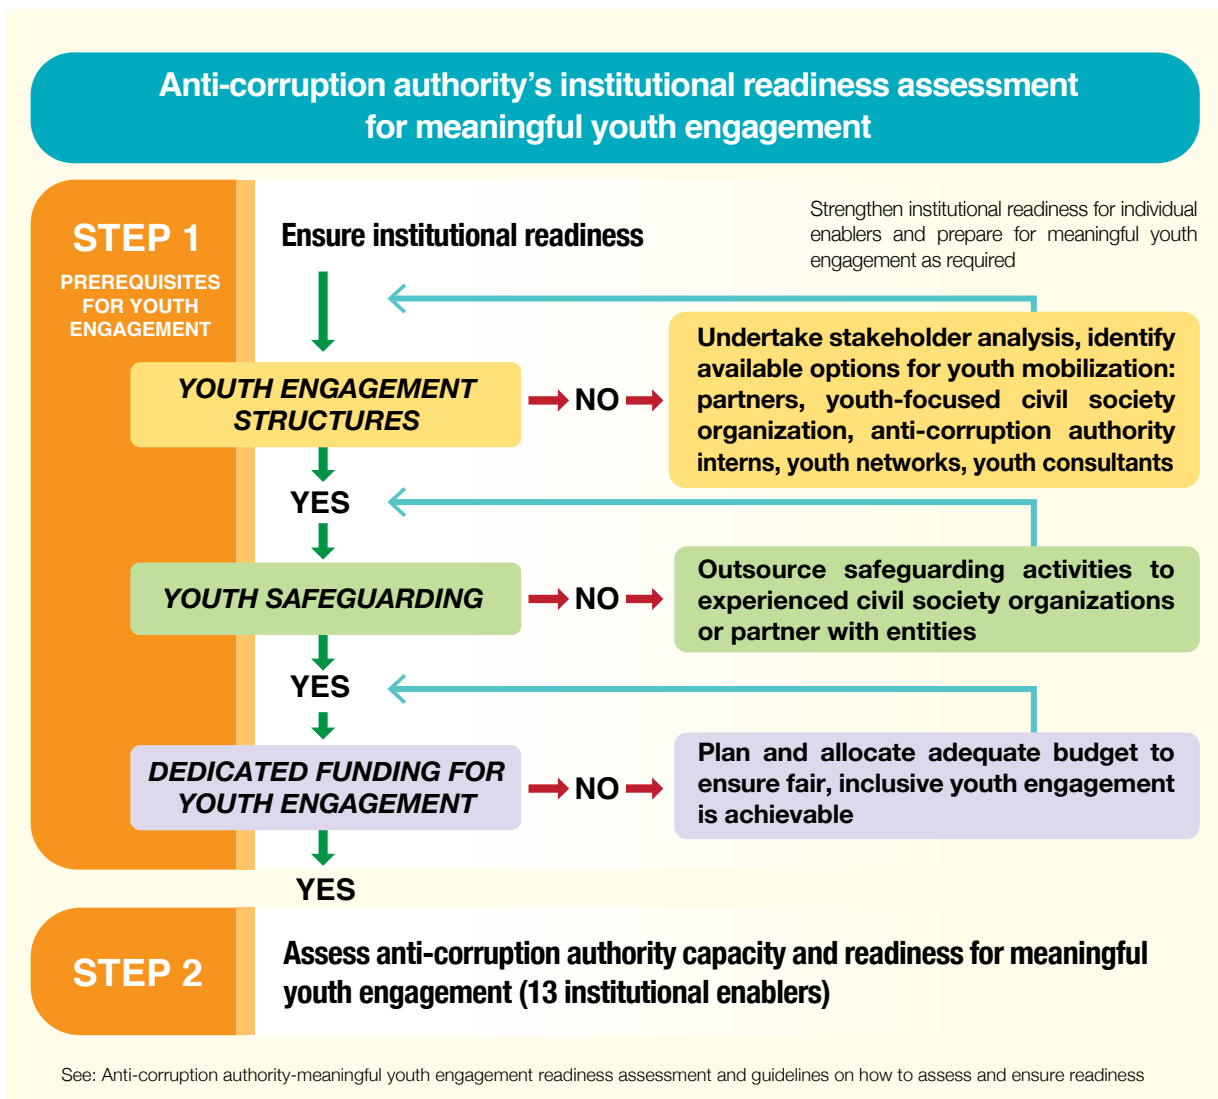 Anti-corruption authority’s institutional readiness assessment
for meaningful youth engagement
STEP 1
PREREQUISITES
FOR YOUTH
ENGAGEMENT
Ensure institutional readiness
Strengthen institutional readiness for individual
enablers and prepare for meaningful youth
engagement as required
YOUTH ENGAGEMENT
STRUCTURES
NO
Undertake stakeholder analysis, identify
available options for youth mobilization:
partners, youth-focused civil society
organization, anti-corruption authority
interns, youth networks, youth consultants
YES
YOUTH SAFEGUARDING
NO
Outsource safeguarding activities to
experienced civil society organizations
or partner with entities
YES
DEDICATED FUNDING FOR
YOUTH ENGAGEMENT
NO
Plan and allocate adequate budget to
ensure fair, inclusive youth engagement
is achievable
YES
STEP 2
Assess anti-corruption authority capacity and readiness for meaningful
youth engagement (13 institutional enablers)
See: Anti-corruption authority-meaningful youth engagement readiness assessment and guidelines on how to assess and ensure readiness